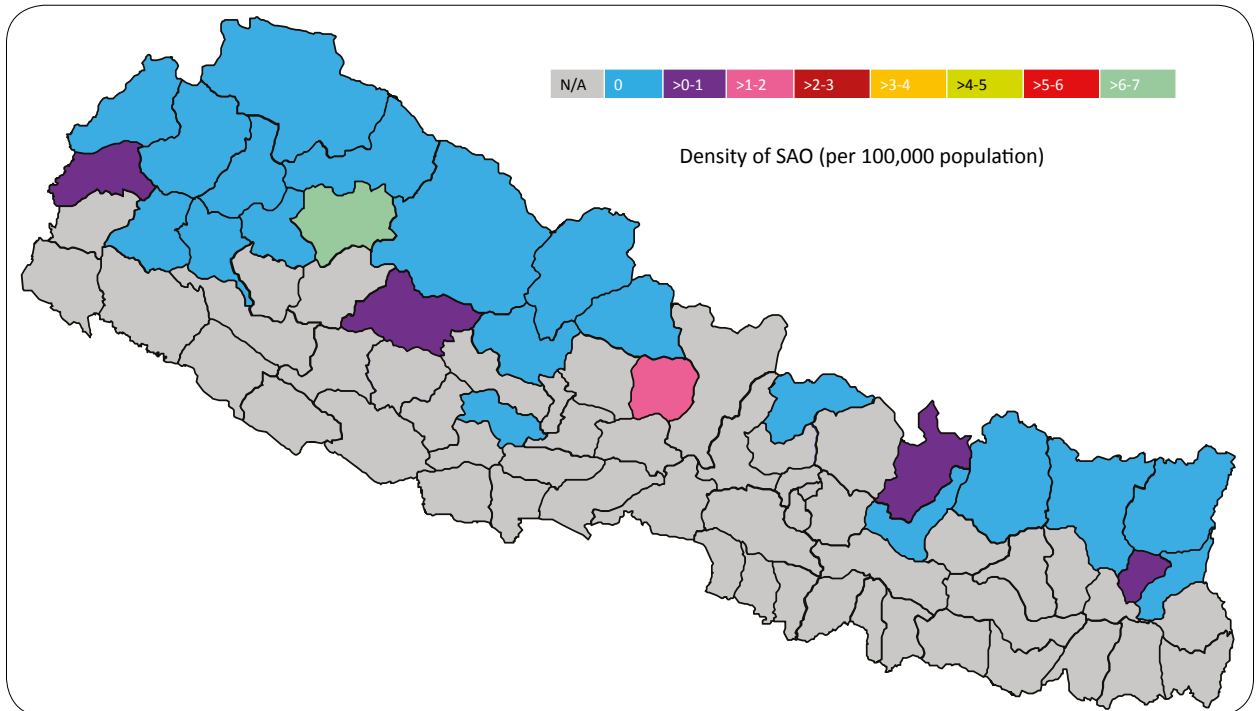 N/A 0 >0-1 >1-2 >2-3 >3-4 >4-5 >5-6 >6-7
Density of SAO (per 100,000 population)